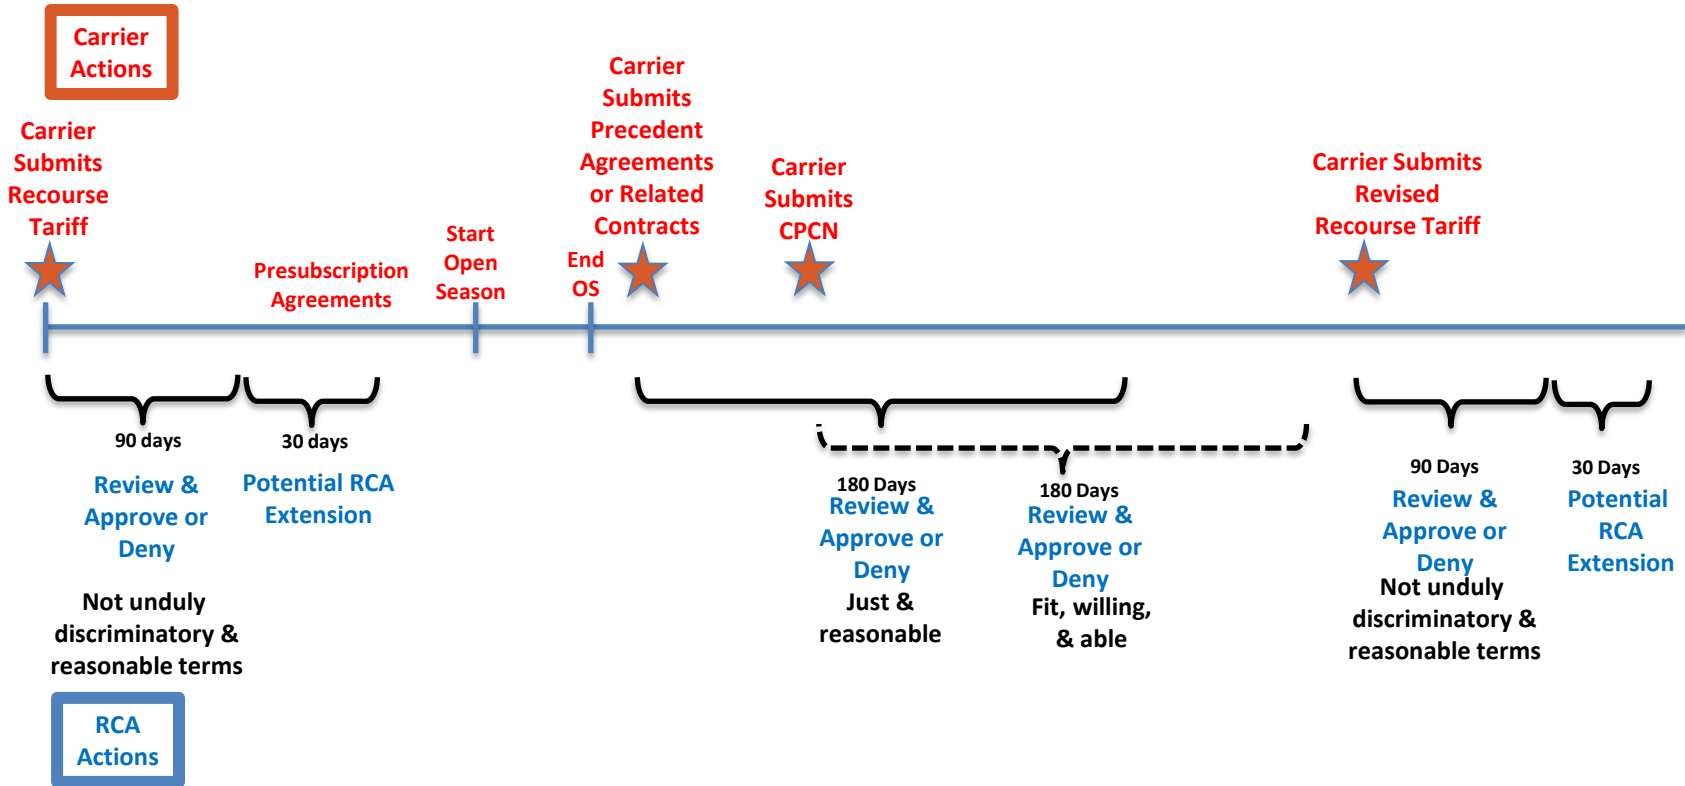 Carrier
Actions
Carrier
Submits
Recourse
Tariff
Presubscription
Agreements
Start
Open
Season
End
OS
Carrier
Submits
Precedent
Agreements
or Related
Contracts
Carrier
Submits
CPCN
Carrier Submits
Revised
Recourse Tariff
90 days
Review &
Approve or
Deny
Not unduly
discriminatory &
reasonable terms
30 days
Potential RCA
Extension
180 Days
Review &
Approve or
Deny
Just &
reasonable
180 Days
Review &
Approve or
Deny
Fit, willing,
& able
90 Days
Review &
Approve or
Deny
Not unduly
discriminatory &
reasonable terms
30 Days
Potential
RCA
Extension
RCA
Actions